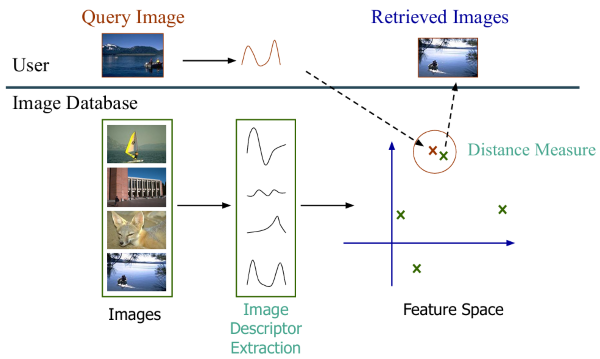 Query Image
Retrieved Images
User
Image Database
Distance Measure
Images
Image
Descriptor
Extraction
Feature Space